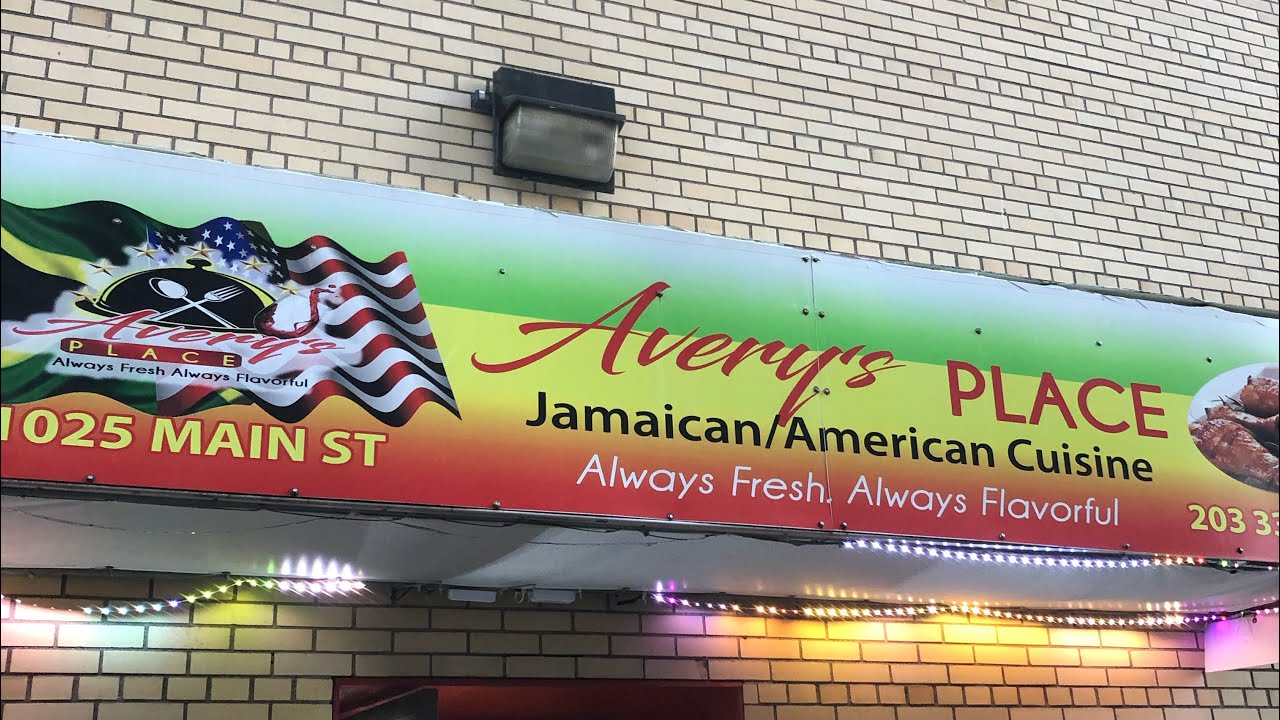 Avery's
PLACE
Always Fresh Always Flavorful
1025 MAIN ST
Avery's PLACE
Jamaican/American Cuisine
Always Fresh. Always Flavorful
203 33